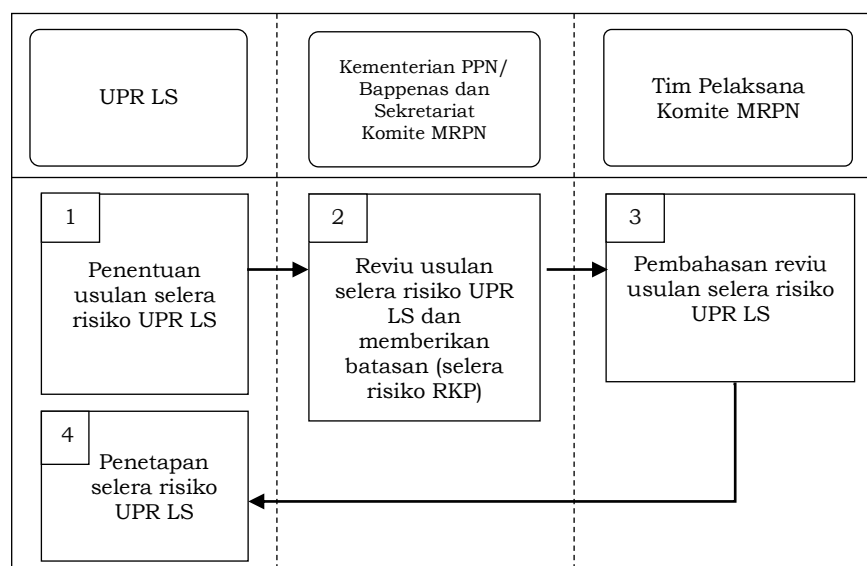 UPR LS
Kementerian PPN/
Bappenas dan
Sekretariat
Komite MRPN
Tim Pelaksana
Komite MRPN
1
Penentuan
usulan selera
risiko UPR LS
2
Reviu usulan
selera risiko UPR
LS dan
memberikan
batasan (selera
risiko RKP)
3
Pembahasan reviu
usulan selera risiko
UPR LS
4
Penetapan
selera risiko
UPR LS